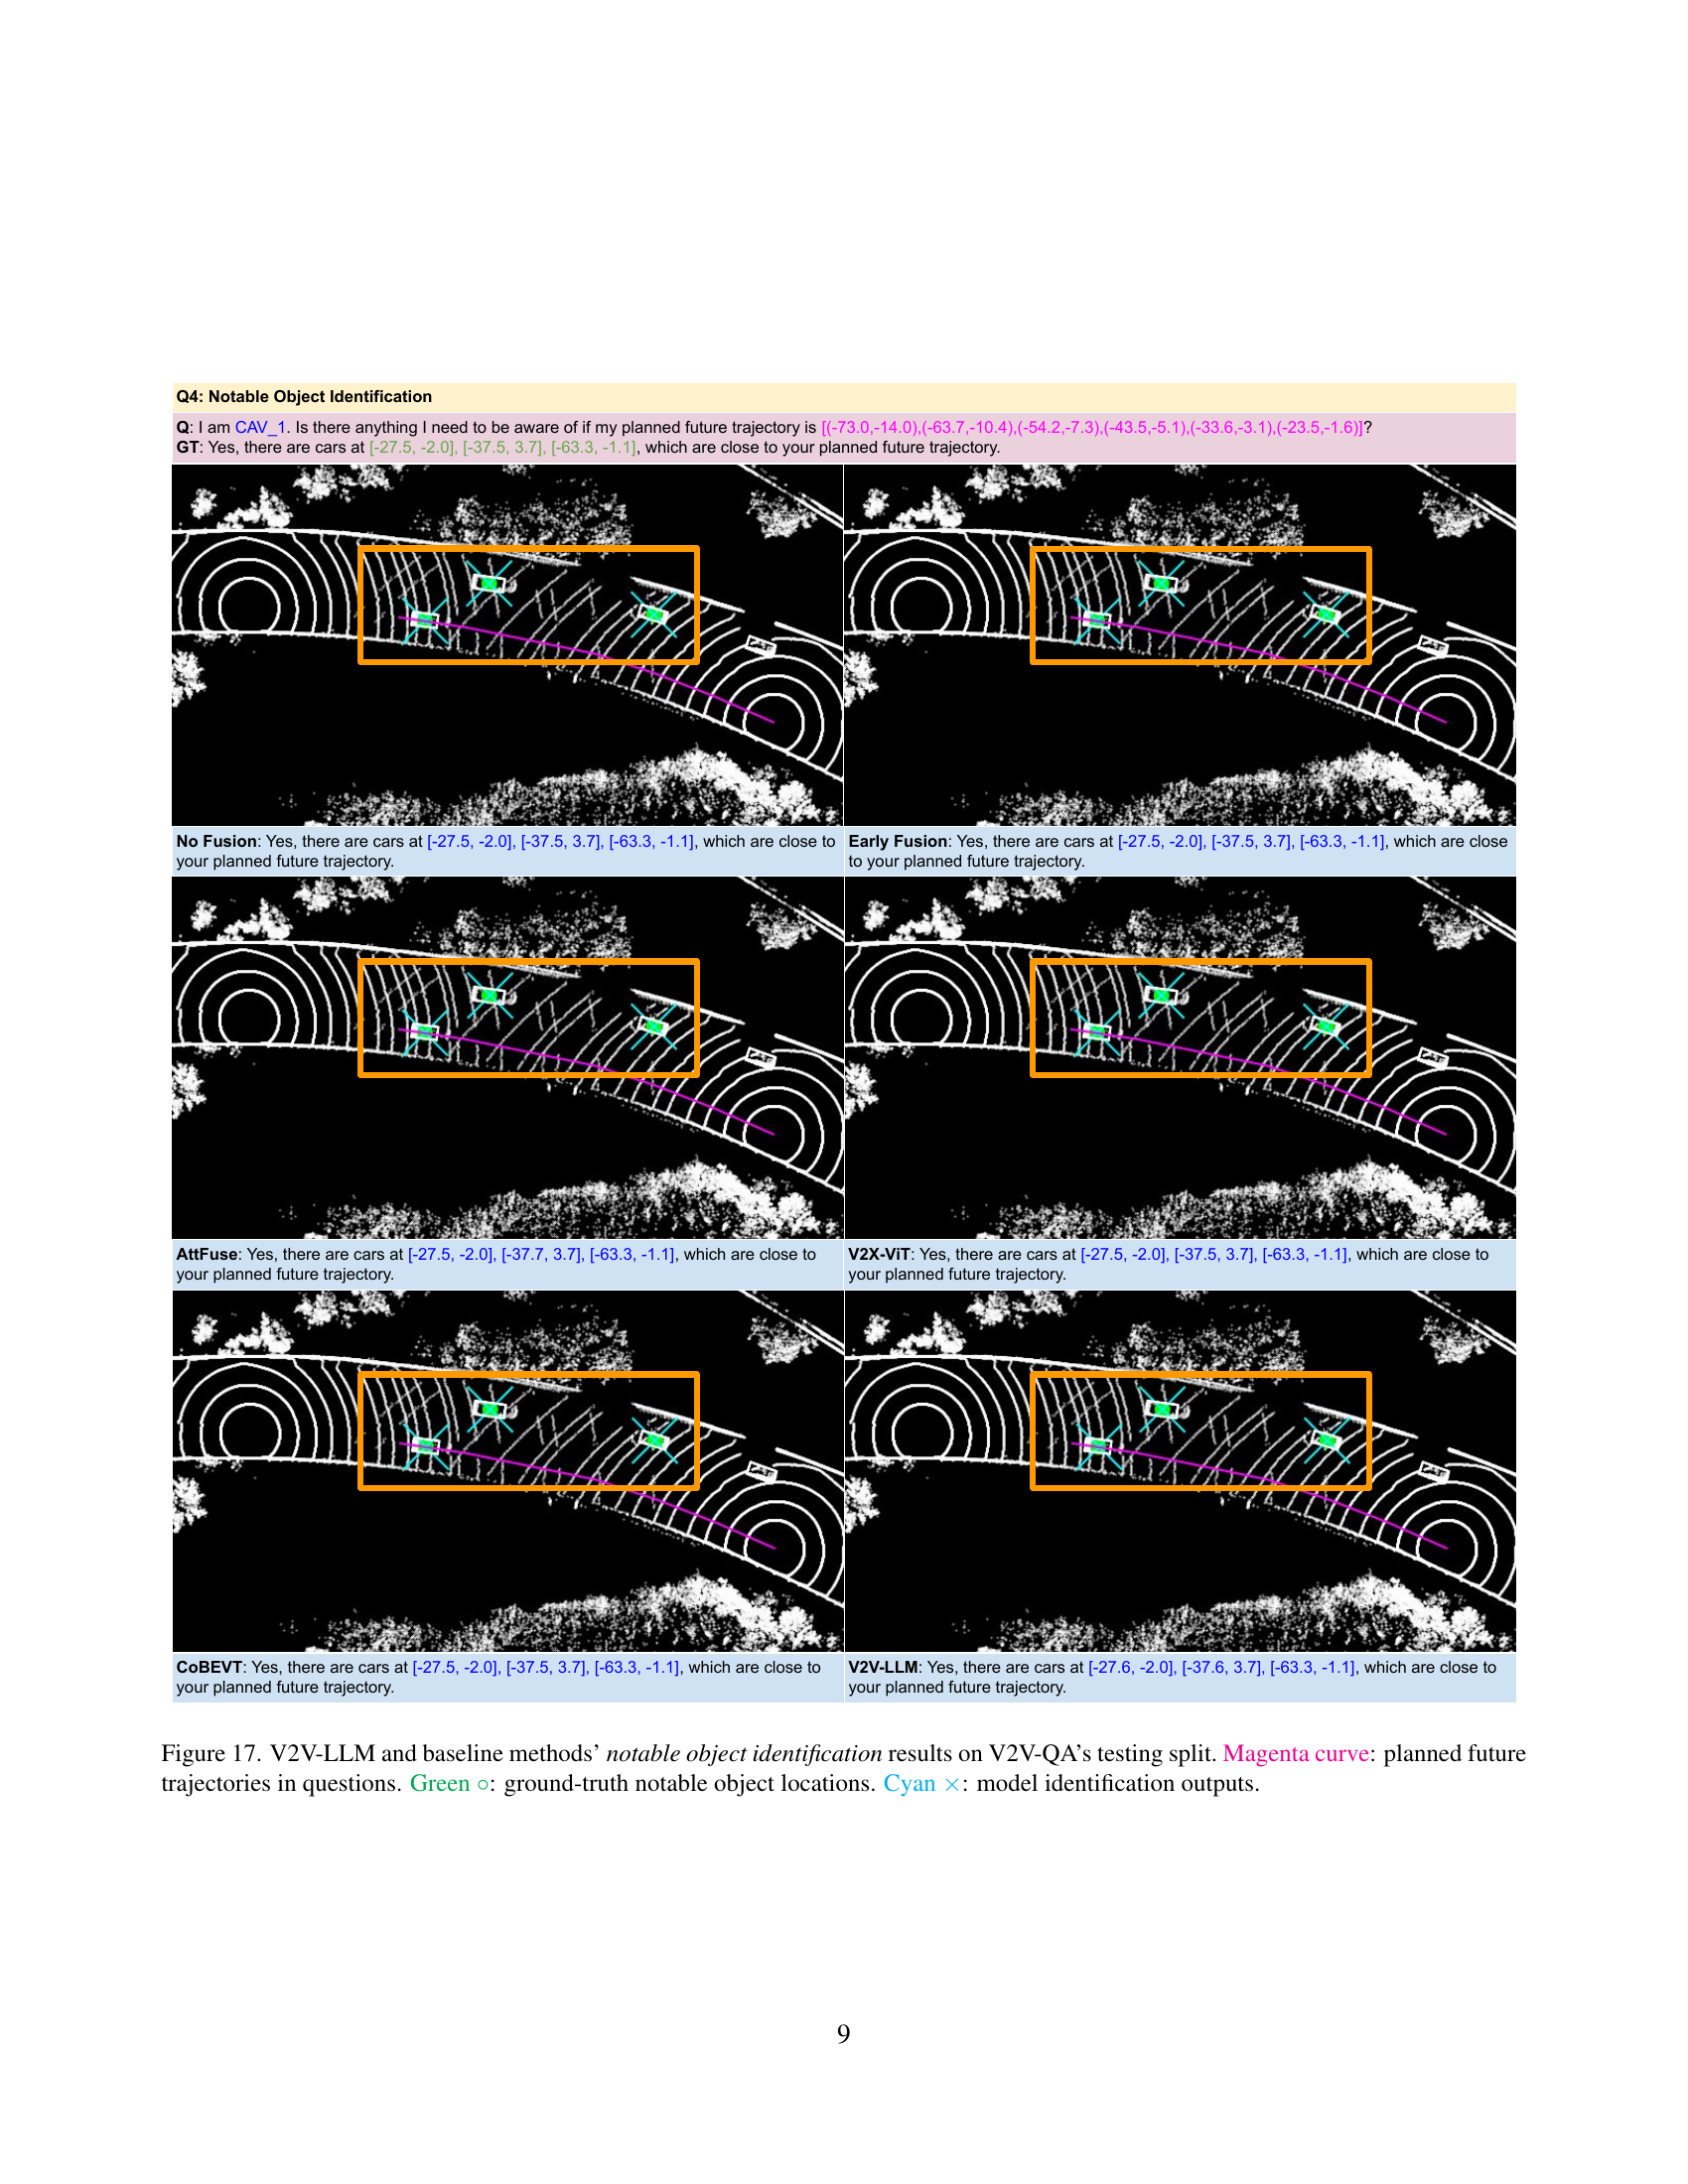 Q4: Notable Object Identification
Q: I am CAV_1. Is there anything I need to be aware of if my planned future trajectory is [(-73.0,-14.0),(-63.7,-10.4),(-54.2,-7.3),(-43.5,-5.1),(-33.6,-3.1),(-23.5,-1.6)]?
GT: Yes, there are cars at [-27.5, -2.0], [-37.5, 3.7], [-63.3, -1.1], which are close to your planned future trajectory.
No Fusion: Yes, there are cars at [-27.5, -2.0], [-37.5, 3.7], [-63.3, -1.1], which are close to
your planned future trajectory.
Early Fusion: Yes, there are cars at [-27.5, -2.0], [-37.5, 3.7], [-63.3, -1.1], which are close
to your planned future trajectory.
AttFuse: Yes, there are cars at [-27.5, -2.0], [-37.7, 3.7], [-63.3, -1.1], which are close to
your planned future trajectory.
V2X-ViT: Yes, there are cars at [-27.5, -2.0], [-37.5, 3.7], [-63.3, -1.1], which are close to
your planned future trajectory.
CoBEVT: Yes, there are cars at [-27.5, -2.0], [-37.5, 3.7], [-63.3, -1.1], which are close to
your planned future trajectory.
V2V-LLM: Yes, there are cars at [-27.6, -2.0], [-37.6, 3.7], [-63.3, -1.1], which are close to
your planned future trajectory.
Figure 17. V2V-LLM and baseline methods’ notable object identification results on V2V-QA’s testing split. Magenta curve: planned future
trajectories in questions. Green ○: ground-truth notable object locations. Cyan ×: model identification outputs.
9